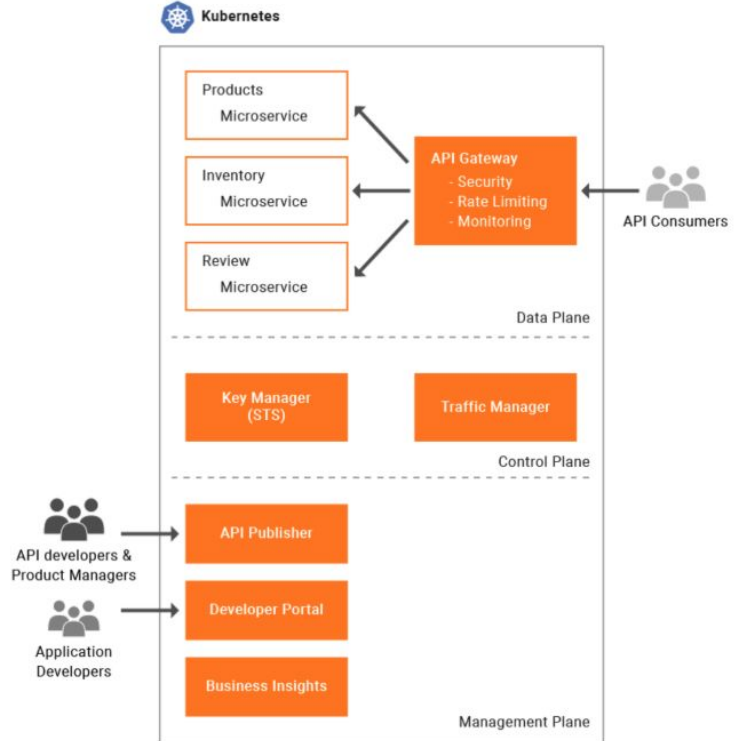 Kubernetes
Products
Microservice
Inventory
Microservice
Review
Microservice
API Gateway
- Security
- Rate Limiting
- Monitoring
API Consumers
Data Plane
Key Manager
(STS)
Traffic Manager
Control Plane
API developers &
Product Managers
API Publisher
Application
Developers
Developer Portal
Business Insights
Management Plane